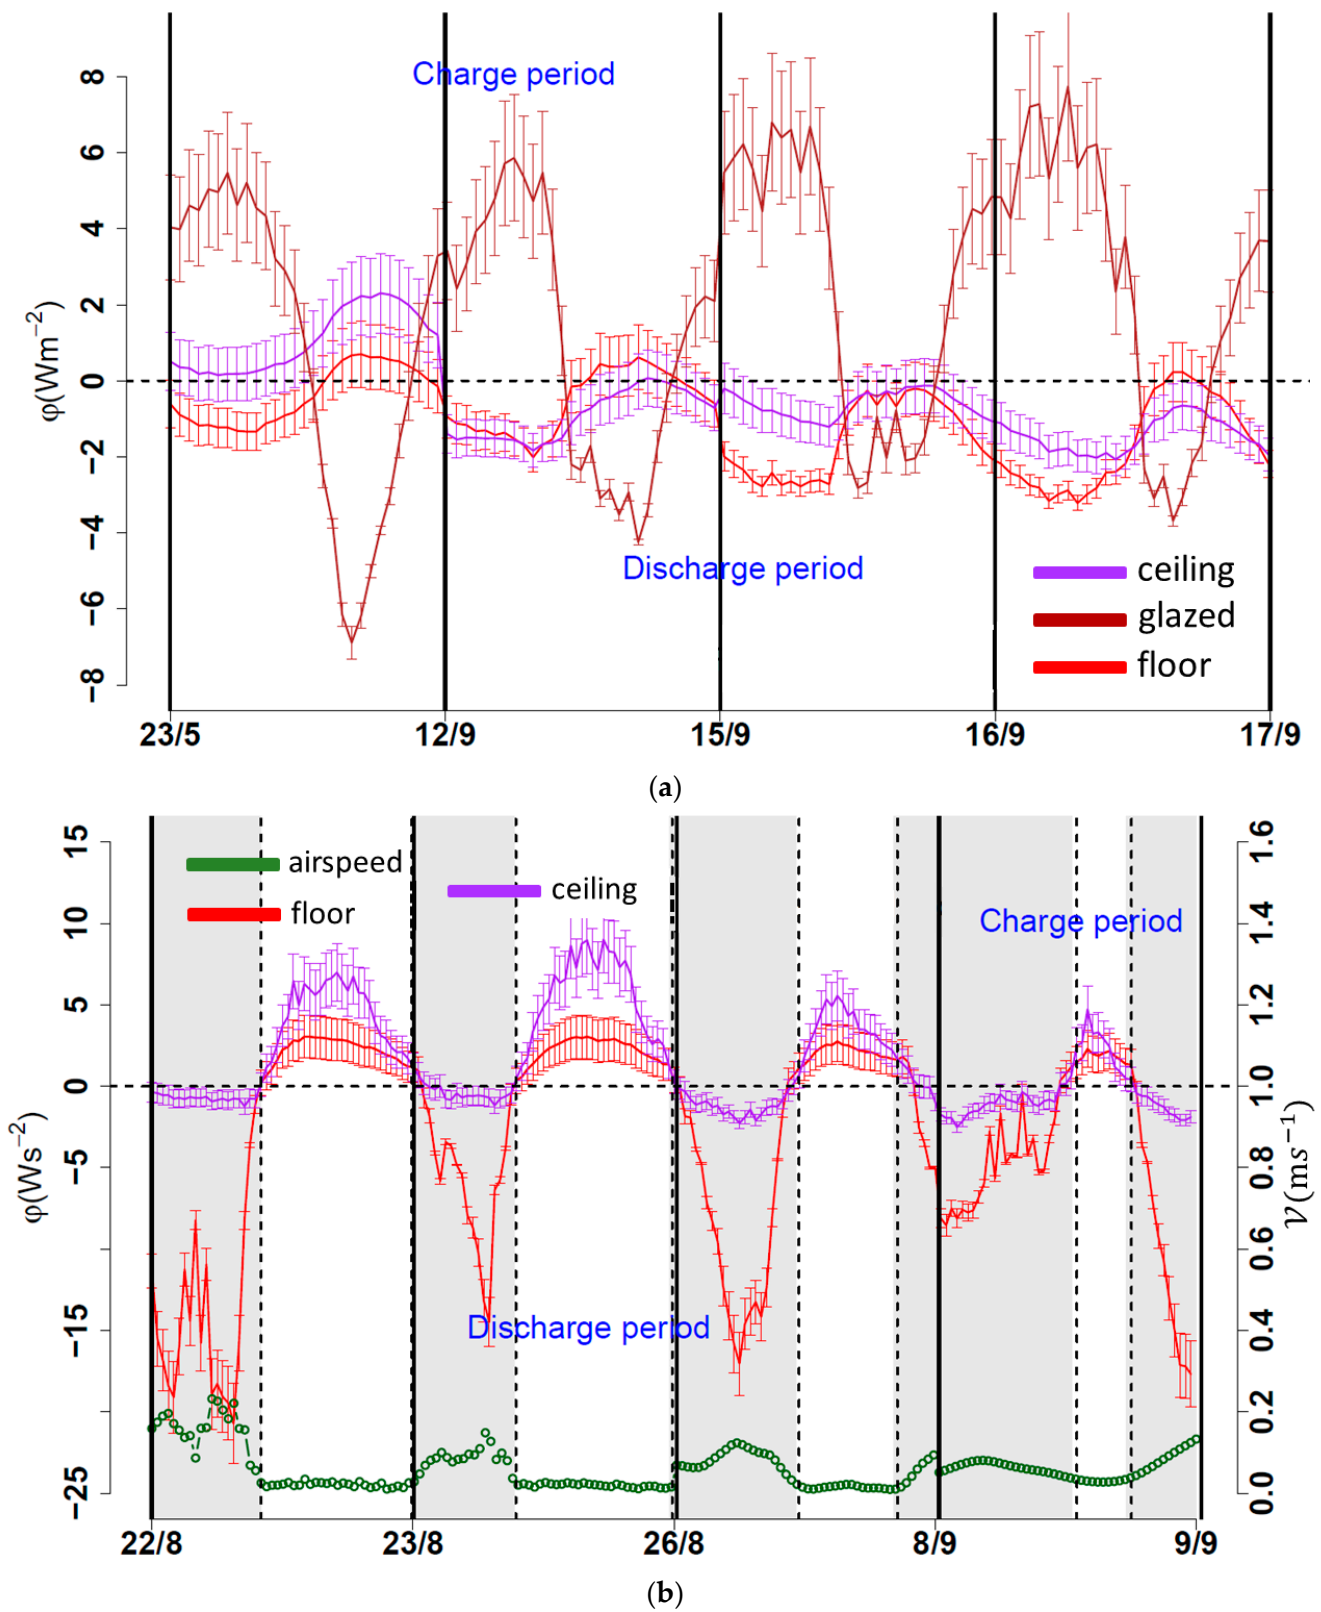 Charge period
8
6
4
2
0
−2
−4
−6
−8
φ(Wm−2)
Discharge period
ceiling
glazed
floor
23/5 12/9 15/9 16/9 17/9
(a)
15
10
5
0
−5
−15
−25
φ(Ws−2)
airspeed
floor
ceiling
Charge period
Discharge period
1.6
1.4
1.2
1.0
0.8
0.6
0.4
0.2
0.0
V(ms−1)
22/8 23/8 26/8 8/9 9/9
(b)